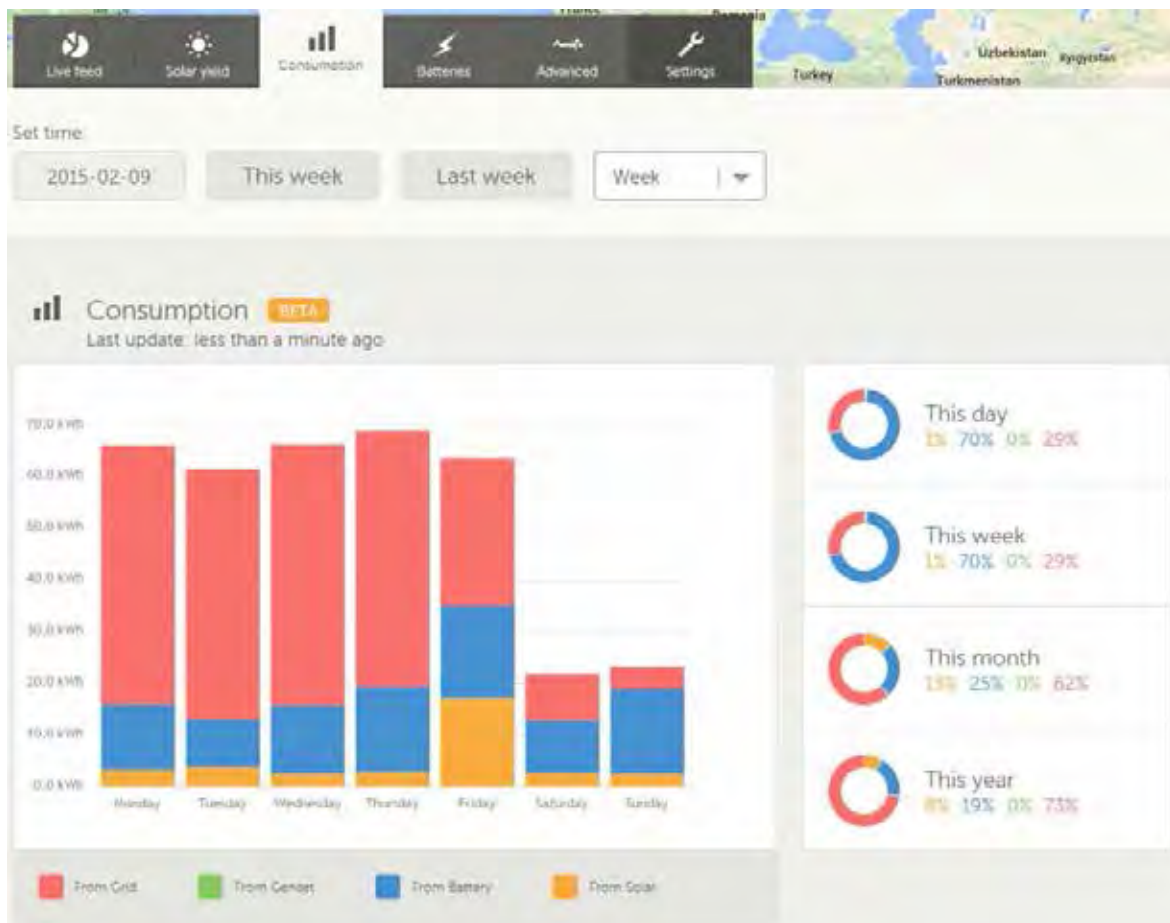 Live feed
Solar yield
Consumption
Batteries
Advanced
Settings
Turkey
Uzbekistan
Kyrgyzstan
Turkmenistan
Set time:
2015-02-09
This week
Last week
Week
Consumption BETA
Last update: less than a minute ago
70,0 kWh
60,0 kWh
50,0 kWh
40,0 kWh
30,0 kWh
20,0 kWh
10,0 kWh
0,0 kWh
Monday
Tuesday
Wednesday
Thursday
Friday
Saturday
Sunday
From Grid
From Genset
From Battery
From Solar
This day
1% 70% 0% 29%
This week
1% 70% 0% 29%
This month
13% 25% 0% 62%
This year
8% 19% 0% 73%